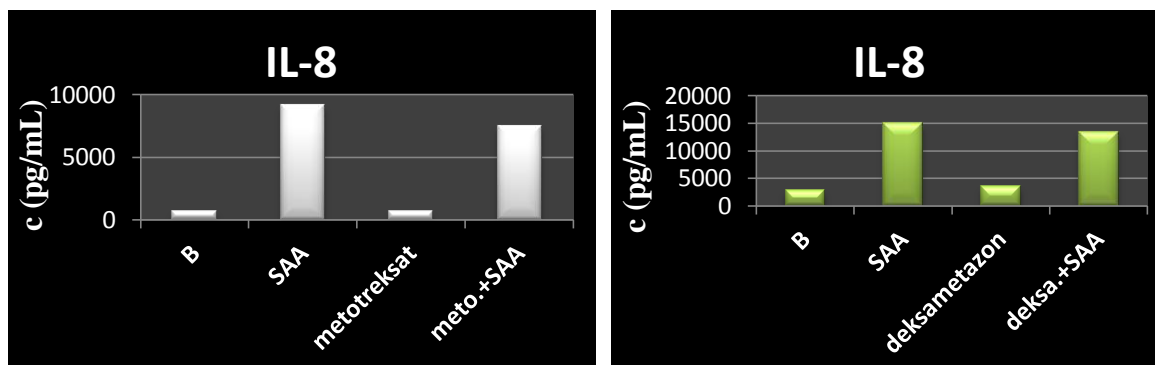 IL-8
c (pg/mL)
10000
5000
0
B
SAA
metotreksat
meto.+SAA
IL-8
c (pg/mL)
20000
15000
10000
5000
0
B
SAA
deksametazon
deksa.+SAA